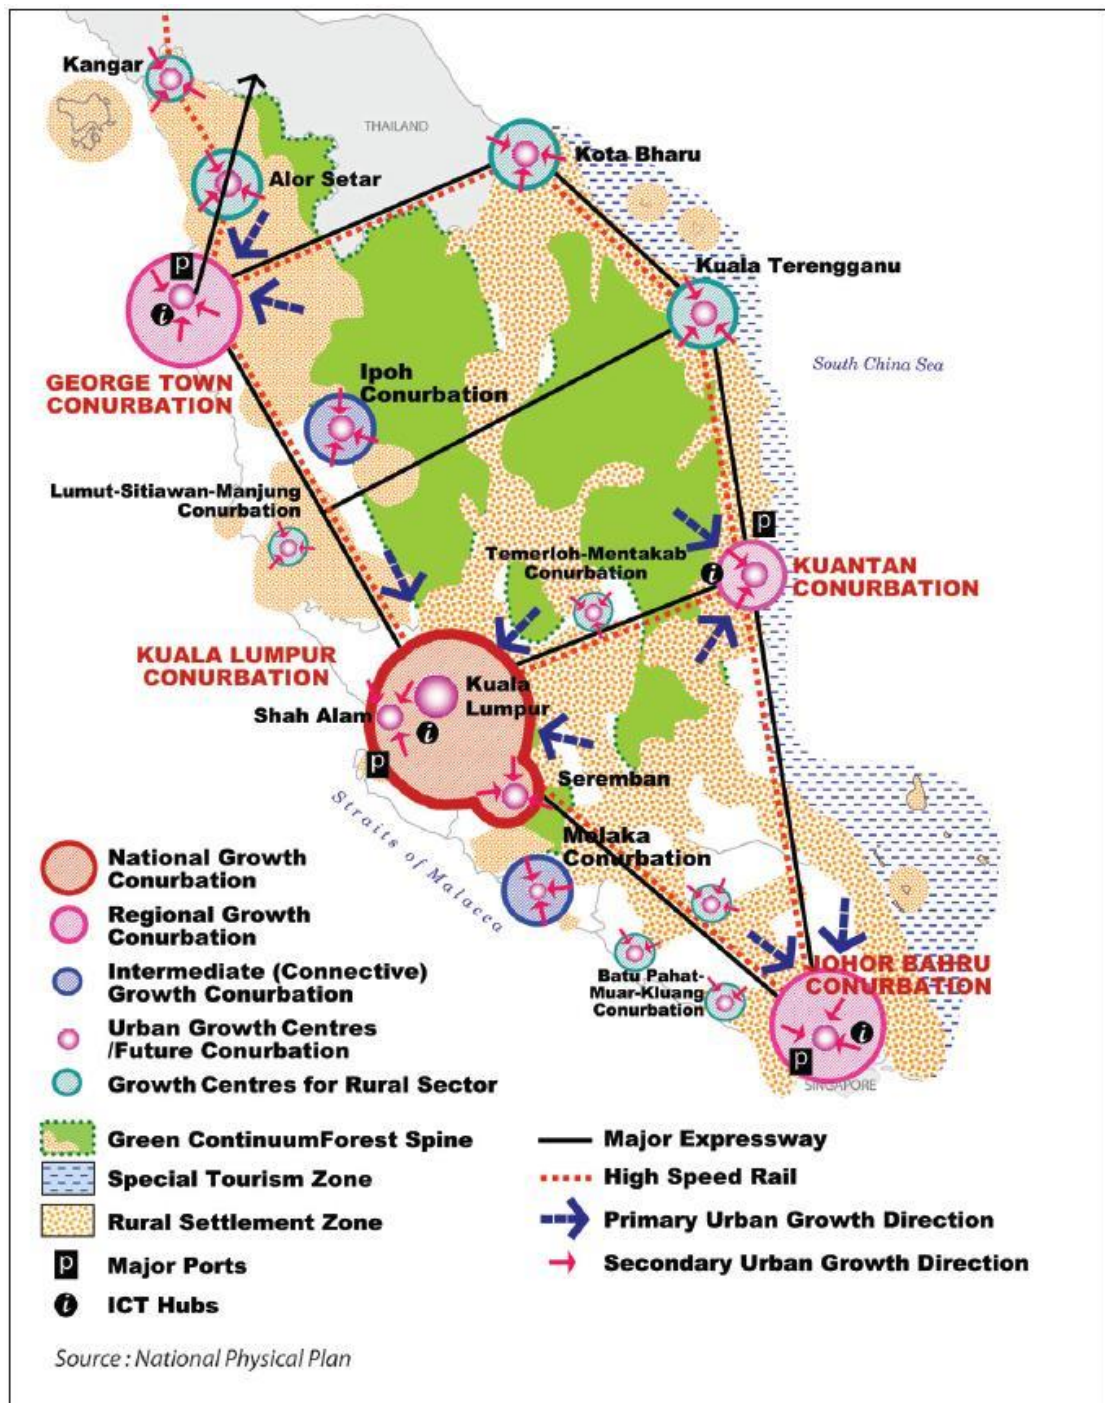 Kangar
THAILAND
Kota Bharu
Alor Setar
p
i
Kuala Terengganu
South China Sea
GEORGE TOWN
CONURBATION
Ipoh
Conurbation
Lumut-Sitiawan-Manjung
Conurbation
p
Temerloh-Mentakab
Conurbation
i
KUANTAN
CONURBATION
KUALA LUMPUR
CONURBATION
Kuala
Lumpur
Shah Alam
i
p
Seremban
Straits of Malacca
Melaka
Conurbation
Batu Pahat-
Muar-Kluang
Conurbation
JOHOR BAHRU
CONURBATION
i
p
SINGAPORE
National Growth
Conurbation
Regional Growth
Conurbation
Intermediate (Connective)
Growth Conurbation
Urban Growth Centres
/Future Conurbation
Growth Centres for Rural Sector
Green ContinuumForest Spine
Special Tourism Zone
Rural Settlement Zone
p Major Ports
i ICT Hubs
Major Expressway
High Speed Rail
Primary Urban Growth Direction
Secondary Urban Growth Direction
Source : National Physical Plan